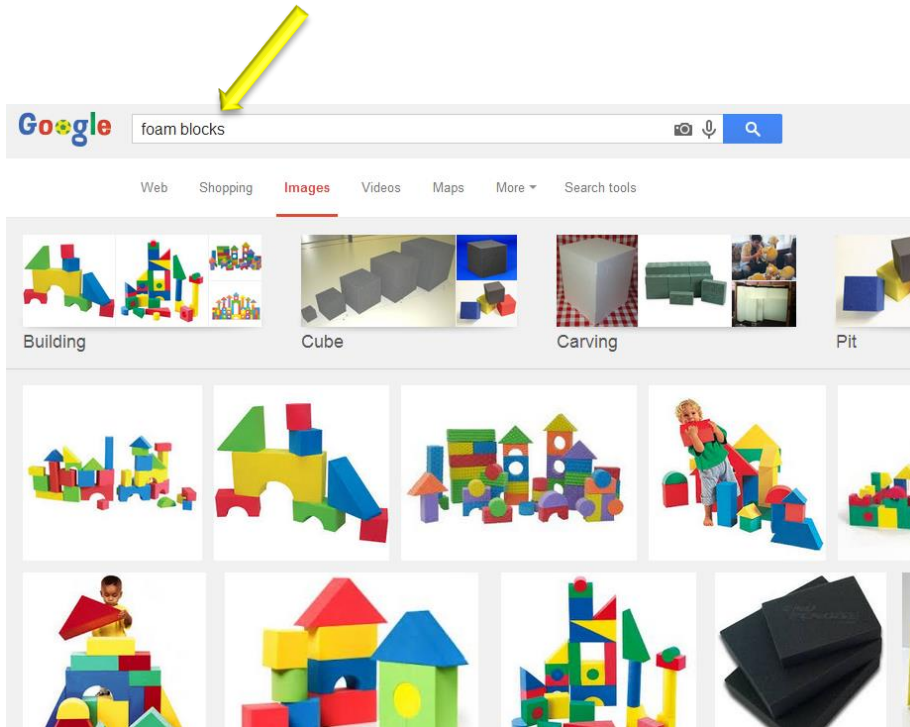 Google foam blocks
Web Shopping Images Videos Maps More Search tools
Building Cube Carving Pit